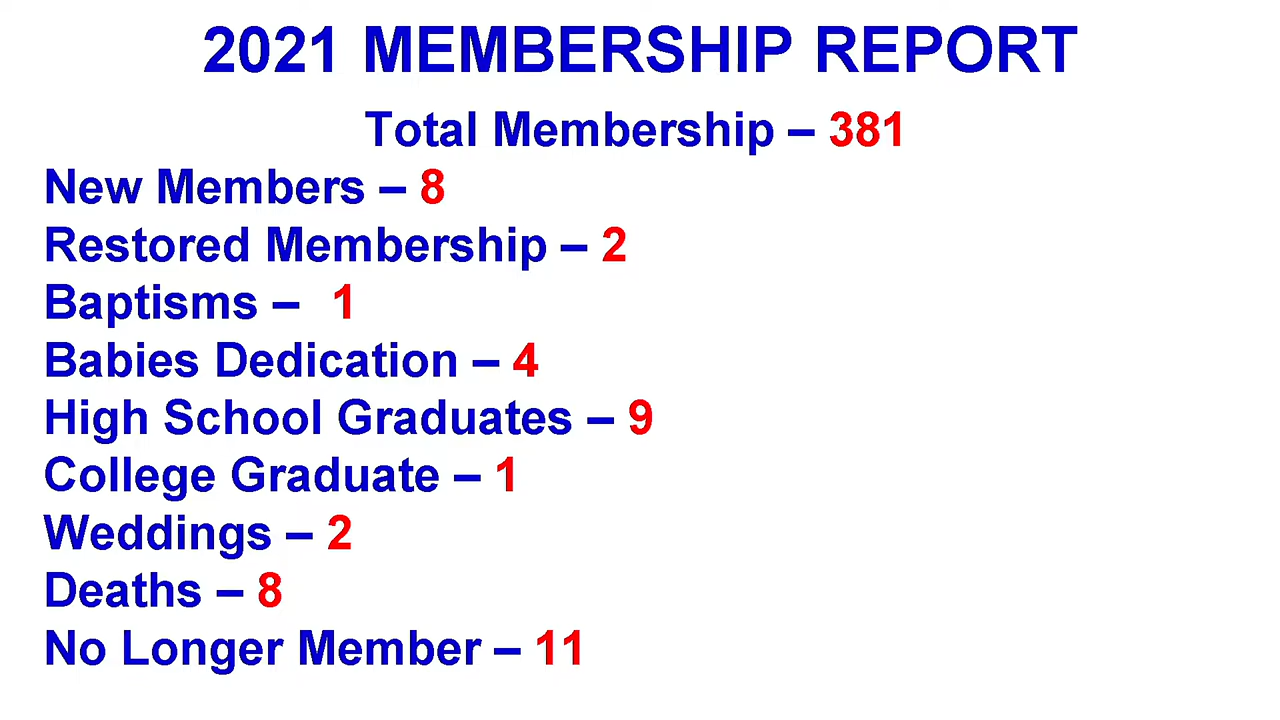 2021 MEMBERSHIP REPORT
Total Membership – 381
New Members – 8
Restored Membership – 2
Baptisms – 1
Babies Dedication – 4
High School Graduates – 9
College Graduate – 1
Weddings – 2
Deaths – 8
No Longer Member – 11